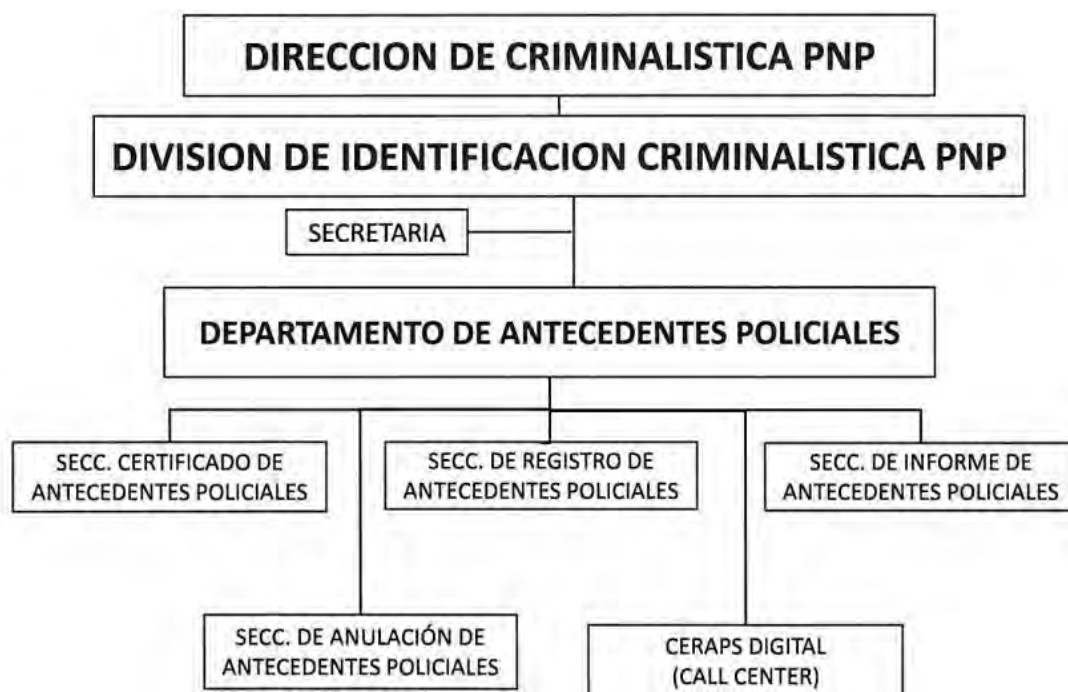 DIRECCION DE CRIMINALISTICA PNP
DIVISION DE IDENTIFICACION CRIMINALISTICA PNP
SECRETARIA
DEPARTAMENTO DE ANTECEDENTES POLICIALES
SECC. CERTIFICADO DE
ANTECEDENTES POLICIALES
SECC. DE REGISTRO DE
ANTECEDENTES POLICIALES
SECC. DE INFORME DE
ANTECEDENTES POLICIALES
SECC. DE ANULACIÓN DE
ANTECEDENTES POLICIALES
CERAPS DIGITAL
(CALL CENTER)